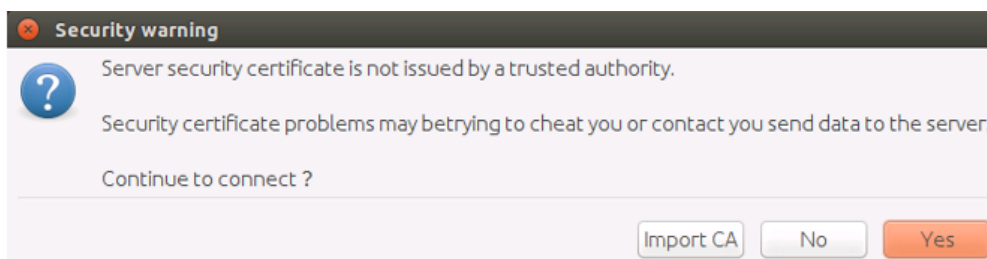 Security warning
Server security certificate is not issued by a trusted authority.
Security certificate problems may betrying to cheat you or contact you send data to the server.
Continue to connect ?
Import CA No Yes